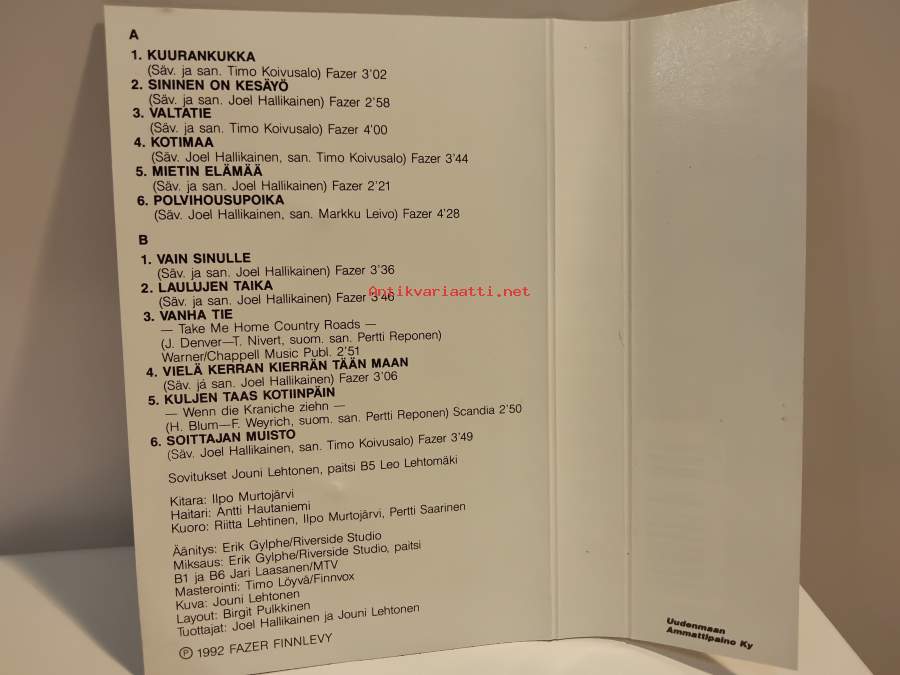 A
1. KUURANKUKKA
(Säv. ja san. Timo Koivusalo) Fazer 3'02
2. SININEN ON KESÄYÖ
(Säv. ja san. Joel Hallikainen) Fazer 2'58
3. VALTATIE
(Säv. ja san. Timo Koivusalo) Fazer 4'00
4. KOTIMAA
(Säv. Joel Hallikainen, san. Timo Koivusalo) Fazer 3'44
5. MIETIN ELÄMÄÄ
(Säv. ja san. Joel Hallikainen) Fazer 2'21
6. POLVIHOUSUPOIKA
(Säv. Joel Hallikainen, san. Markku Leivo) Fazer 4'28
B
1. VAIN SINULLE
(Säv. ja san. Joel Hallikainen) Fazer 3'36
2. LAULUJEN TAIKA
(Säv. ja san. Joel Hallikainen) Fazer 3'46
Antikvariaatti.net
3. VANHA TIE
— Take Me Home Country Roads —
(J. Denver—T. Nivert, suom. san. Pertti Reponen)
Warner/Chappell Music Publ. 2'51
4. VIELÄ KERRAN KIERRÄN TÄÄN MAAN
(Säv. já san. Joel Hallikainen) Fazer 3'06
5. KULJEN TAAS KOTIINPÄIN
— Wenn die Kraniche ziehn —
(H. Blum—F. Weyrich, suom. san. Pertti Reponen) Scandia 2'50
6. SOITTAJAN MUISTO
(Säv. Joel Hallikainen, san. Timo Koivusalo) Fazer 3'49
Sovitukset Jouni Lehtonen, paitsi B5 Leo Lehtomäki
Kitara: Ilpo Murtojärvi
Haitari: Antti Hautaniemi
Kuoro: Riitta Lehtinen, Ilpo Murtojärvi, Pertti Saarinen
Äänitys: Erik Gylphe/Riverside Studio
Miksaus: Erik Gylphe/Riverside Studio, paitsi
B1 ja B6 Jari Laasanen/MTV
Masterointi: Timo Löyvä/Finnvox
Kuva: Jouni Lehtonen
Layout: Birgit Pulkkinen
Tuottajat: Joel Hallikainen ja Jouni Lehtonen
Ⓟ 1992 FAZER FINNLEVY
Uudenmaan
Ammattipaino Ky